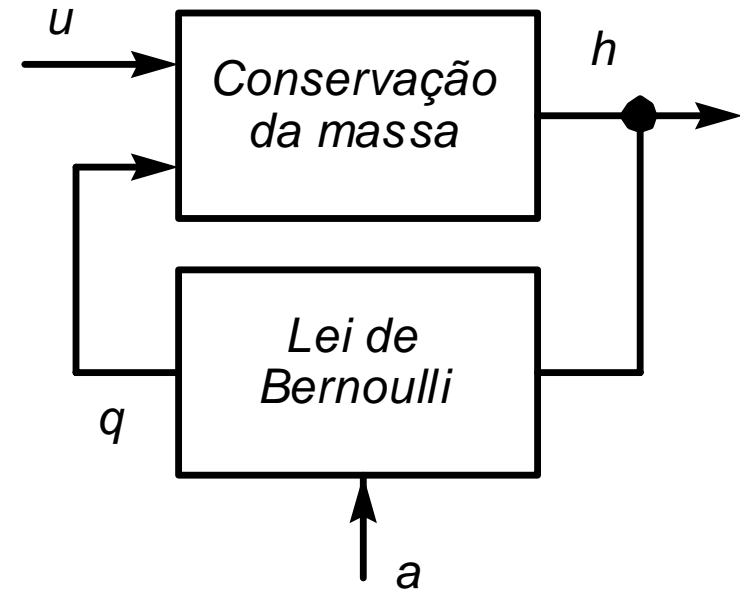 u
Conservação
da massa
h
Lei de
Bernoulli
q
a